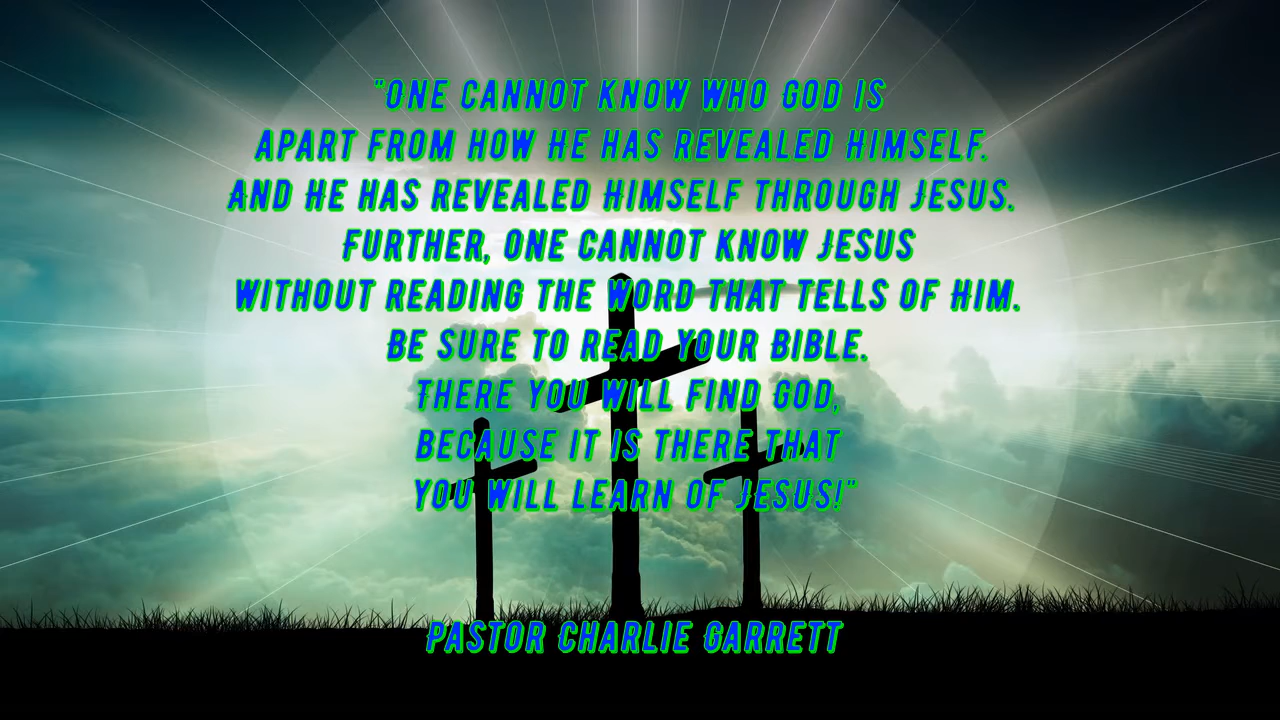 "ONE CANNOT KNOW WHO GOD IS
APART FROM HOW HE HAS REVEALED HIMSELF.
AND HE HAS REVEALED HIMSELF THROUGH JESUS.
FURTHER, ONE CANNOT KNOW JESUS
WITHOUT READING THE WORD THAT TELLS OF HIM.
BE SURE TO READ YOUR BIBLE.
THERE YOU WILL FIND GOD,
BECAUSE IT IS THERE THAT
YOU WILL LEARN OF JESUS!"
PASTOR CHARLIE GARRETT